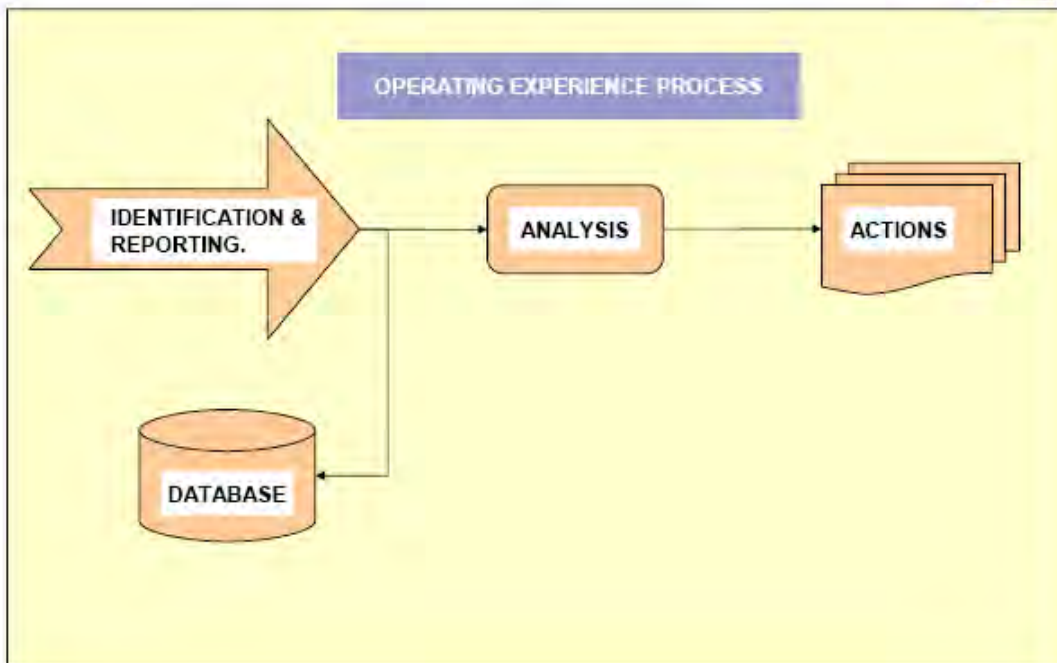 OPERATING EXPERIENCE PROCESS
IDENTIFICATION &
REPORTING.
ANALYSIS
ACTIONS
DATABASE